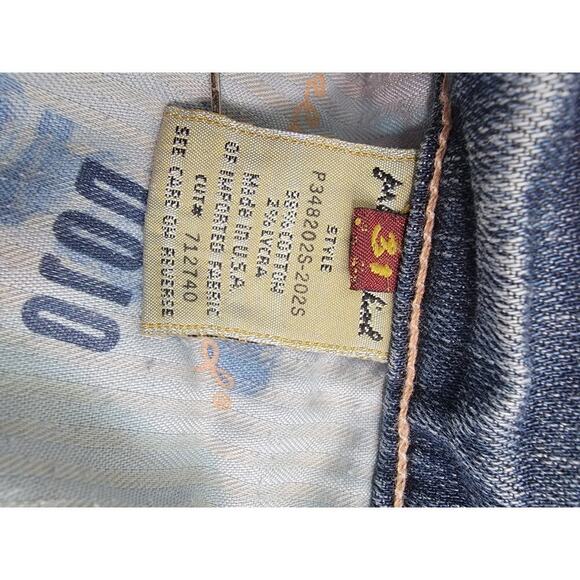 31
STYLE
P348202S-202S
98% COTTON
2% LYCRA
Made in U.S.A.
OF IMPORTED FABRIC
CUT# 712740
SEE CARE ON REVERSE
DOJO